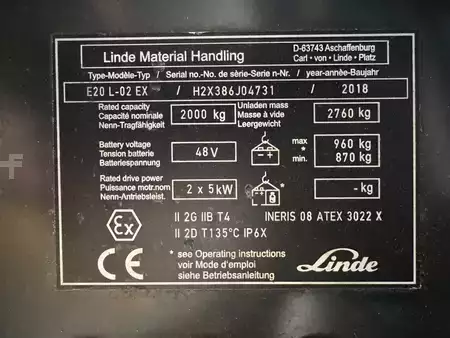 Linde Material Handling
D-63743 Aschaffenburg
Carl • von • Linde • Platz
Type-Modèle-Typ / Serial no.-No. de série-Serie n-Nr. / year-année-Baujahr
E20 L-02 EX / H2X386J04731 / 2018
Rated capacity
Capacité nominale
Nenn-Tragfähigkeit
2000 kg
Unladen mass
Masse à vide
Leergewicht
2760 kg
Battery voltage
Tension batterie
Batteriespannung
48V
max
*
min.
960 kg
870 kg
Rated drive power
Puissance motr.nom
Nenn-Antriebsleist.
2 x 5kW
-kg
Ex
II 2G IIB T4 INERIS 08 ATEX 3022 X
II 2D T135°C IP6X
* see Operating instructions
voir Mode d'emploi
siehe Betriebsanleitung
CE
Linde
F